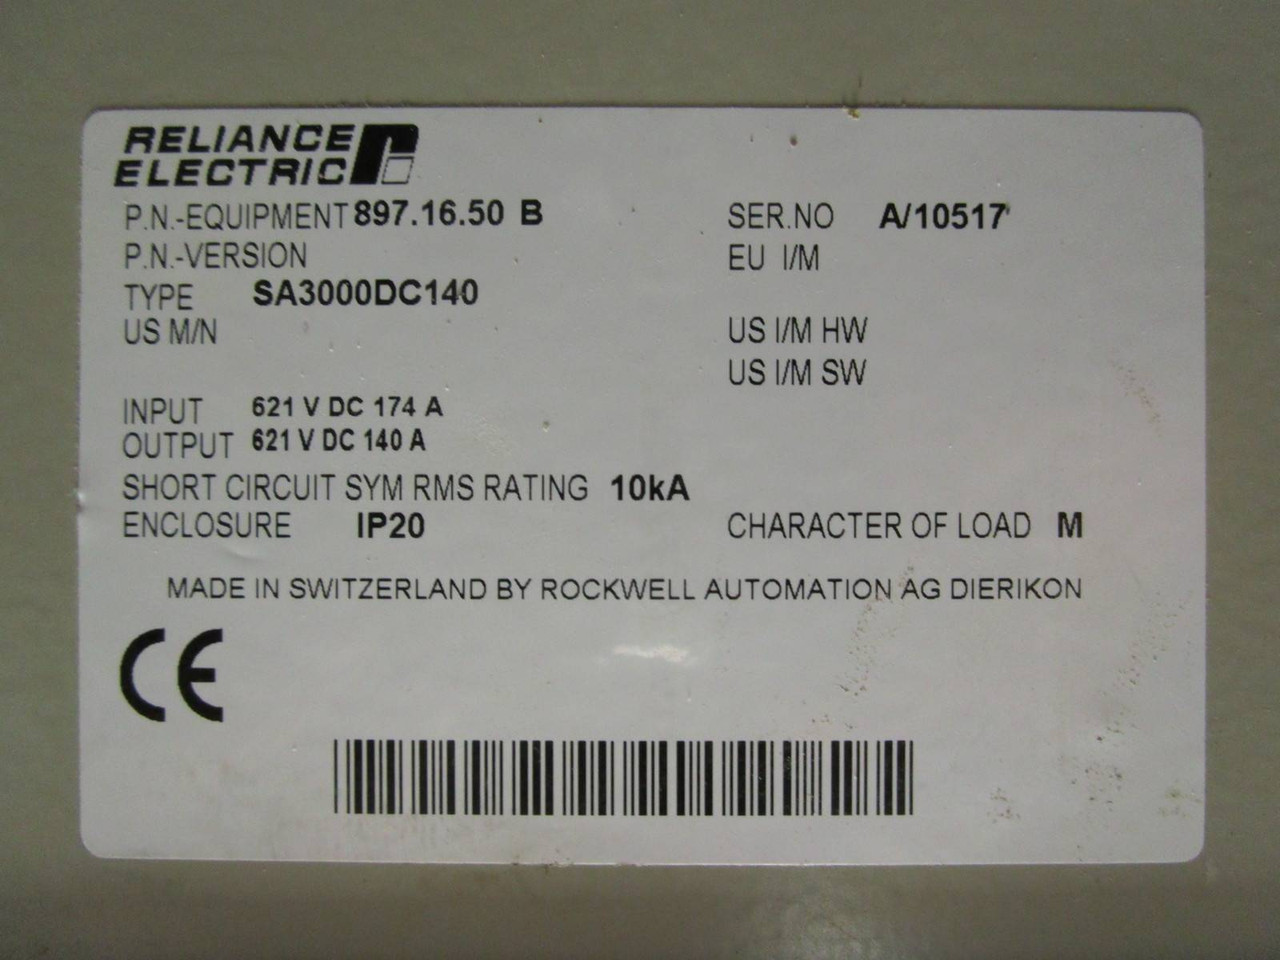 RELIANCE
ELECTRIC
P.N.-EQUIPMENT 897.16.50 B SER.NO A/10517
P.N.-VERSION EU I/M
TYPE SA3000DC140
US M/N US I/M HW
US I/M SW
INPUT 621 V DC 174 A
OUTPUT 621 V DC 140 A
SHORT CIRCUIT SYM RMS RATING 10kA
ENCLOSURE IP20 CHARACTER OF LOAD M
MADE IN SWITZERLAND BY ROCKWELL AUTOMATION AG DIERIKON
CE